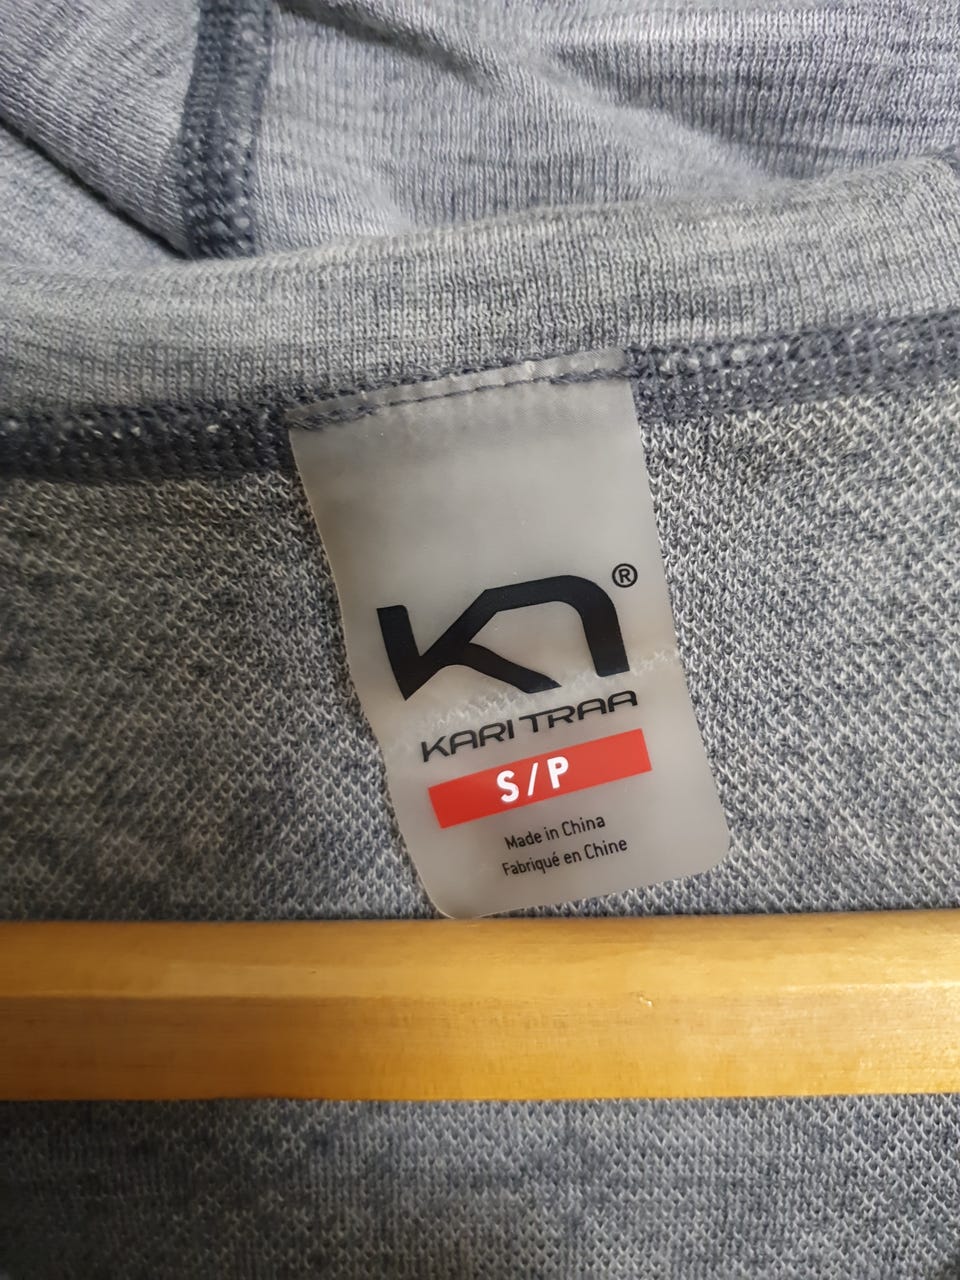 ®
KARI TRAA
S/P
Made in China
Fabriqué en Chine